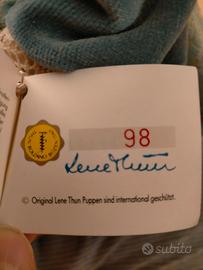 98
Lene Thun
© Original Lene Thun Puppen sind international geschützt.
subito